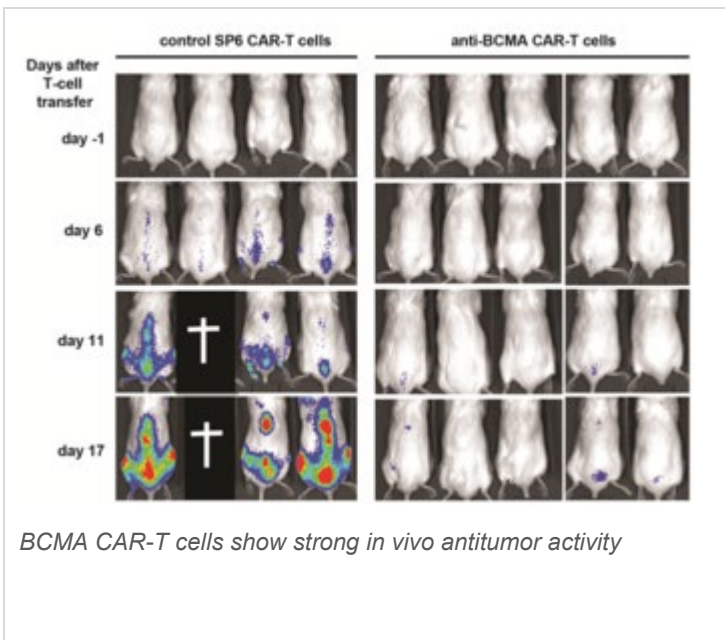 control SP6 CAR-T cells
anti-BCMA CAR-T cells
Days after
T-cell
transfer
day -1
day 6
day 11
day 17
BCMA CAR-T cells show strong in vivo antitumor activity